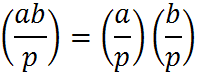 (ab/p) = (a/p)(b/p)